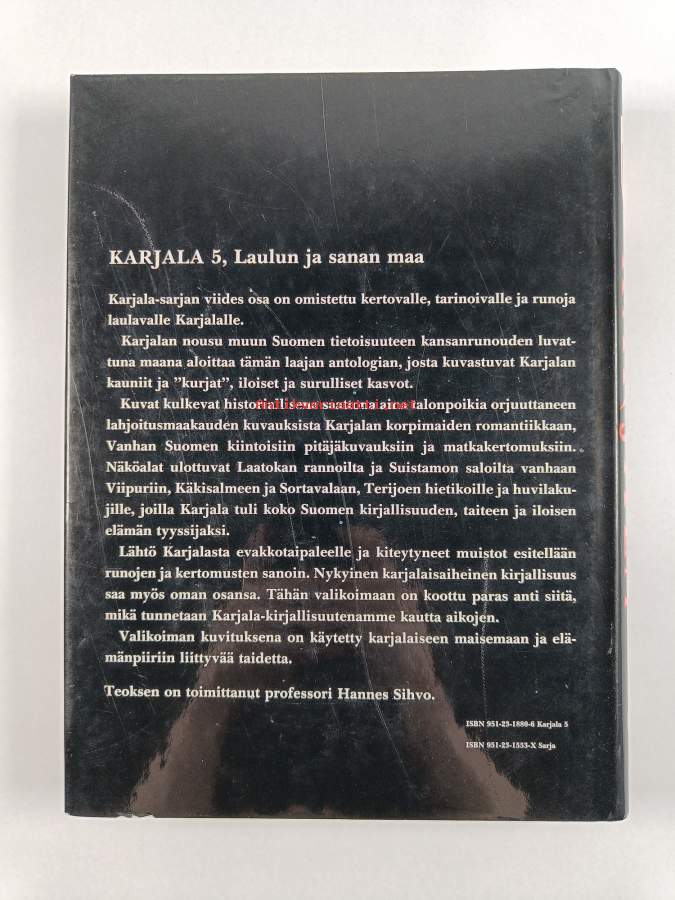 KARJALA 5, Laulun ja sanan maa
Karjala-sarjan viides osa on omistettu kertovalle, tarinoivalle ja runoja
laulavalle Karjalalle.
Karjalan nousu muun Suomen tietoisuuteen kansanrunouden luvat-
tuna maana aloittaa tämän laajan antologian, josta kuvastuvat Karjalan
kauniit ja ”kurjat”, iloiset ja surulliset kasvot.
Kuvat kulkevat historiallisena saattona aina talonpoikia orjuuttaneen
lahjoitusmaakauden kuvauksista Karjalan korpimaiden romantiikkaan,
Vanhan Suomen kiintoisiin pitäjäkuvauksiin ja matkakertomuksiin.
Näköalat ulottuvat Laatokan rannoilta ja Suistamon saloilta vanhaan
Viipuriin, Käkisalmeen ja Sortavalaan, Terijoen hietikoille ja huvilaku-
jille, joilla Karjala tuli koko Suomen kirjallisuuden, taiteen ja iloisen
elämän tyyssijaksi.
Lähtö Karjalasta evakkotaipaleelle ja kiteytyneet muistot esitellään
runojen ja kertomusten sanoin. Nykyinen karjalaisaiheinen kirjallisuus
saa myös oman osansa. Tähän valikoimaan on koottu paras anti siitä,
mikä tunnetaan Karjala-kirjallisuutenamme kautta aikojen.
Valikoiman kuvituksena on käytetty karjalaiseen maisemaan ja elä-
mänpiiriin liittyvää taidetta.
Teoksen on toimittanut professori Hannes Sihvo.
ISBN 951-23-1880-6 Karjala 5
ISBN 951-23-1553-X Sarja